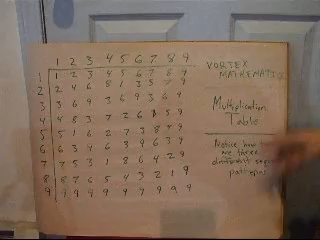 1 2 3 4 5 6 7 8 9
1 1 2 3 4 5 6 7 8 9
2 2 4 6 8 1 3 5 7 9
3 3 6 9 3 6 9 3 6 9
4 4 8 3 7 2 6 1 5 9
5 5 1 6 2 7 3 8 4 9
6 6 3 9 6 3 9 6 3 9
7 7 5 3 1 8 6 4 2 9
8 8 7 6 5 4 3 2 1 9
9 9 9 9 9 9 9 9 9 9
VORTEX
MATHEMATICS
Multiplication
Table
Notice how
are three
different
patterns